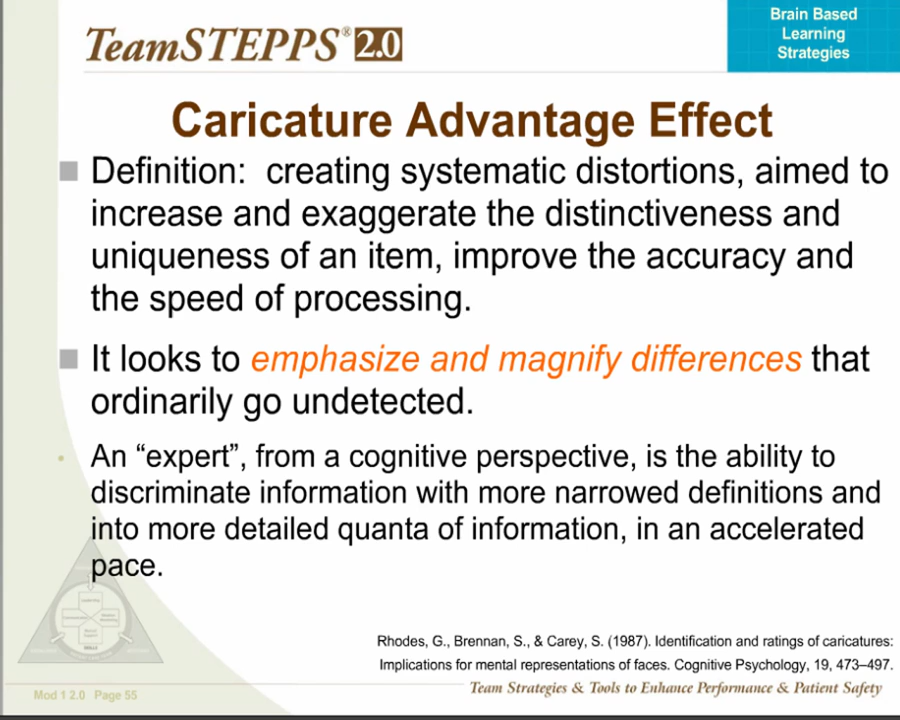 TeamSTEPPS® 2.0
Brain Based
Learning
Strategies
Caricature Advantage Effect
Definition:  creating systematic distortions, aimed to
increase and exaggerate the distinctiveness and
uniqueness of an item, improve the accuracy and
the speed of processing.
It looks to emphasize and magnify differences that
ordinarily go undetected.
An “expert”, from a cognitive perspective, is the ability to
discriminate information with more narrowed definitions and
into more detailed quanta of information, in an accelerated
pace.
Rhodes, G., Brennan, S., & Carey, S. (1987). Identification and ratings of caricatures:
Implications for mental representations of faces. Cognitive Psychology, 19, 473–497.
Mod 1 2.0  Page 55
Team Strategies & Tools to Enhance Performance & Patient Safety